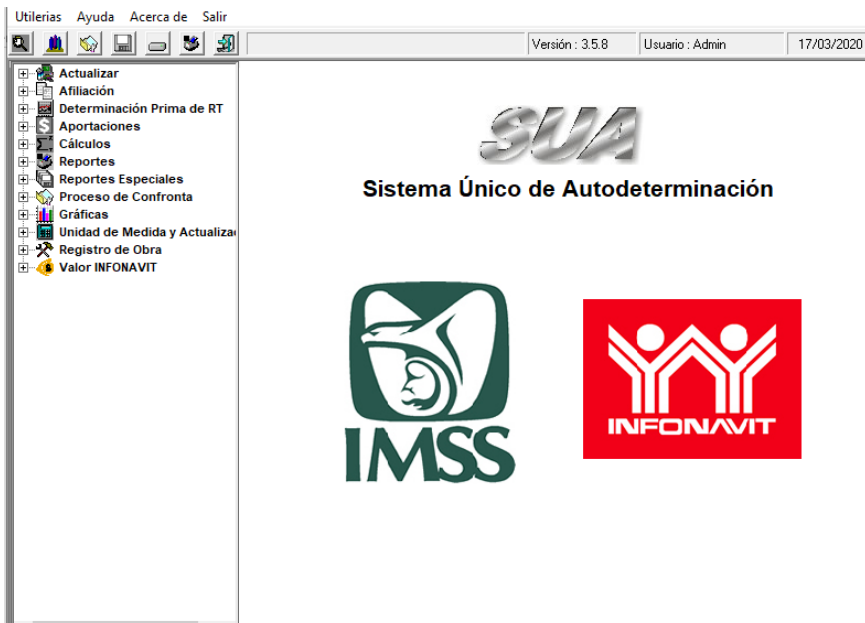 Utilerias Ayuda Acerca de Salir
Versión : 3.5.8 Usuario : Admin 17/03/2020
Actualizar
Afiliación
Determinación Prima de RT
Aportaciones
Cálculos
Reportes
Reportes Especiales
Proceso de Confronta
Gráficas
Unidad de Medida y Actualiza
Registro de Obra
Valor INFONAVIT
SUA
Sistema Único de Autodeterminación
IMSS
INFONAVIT